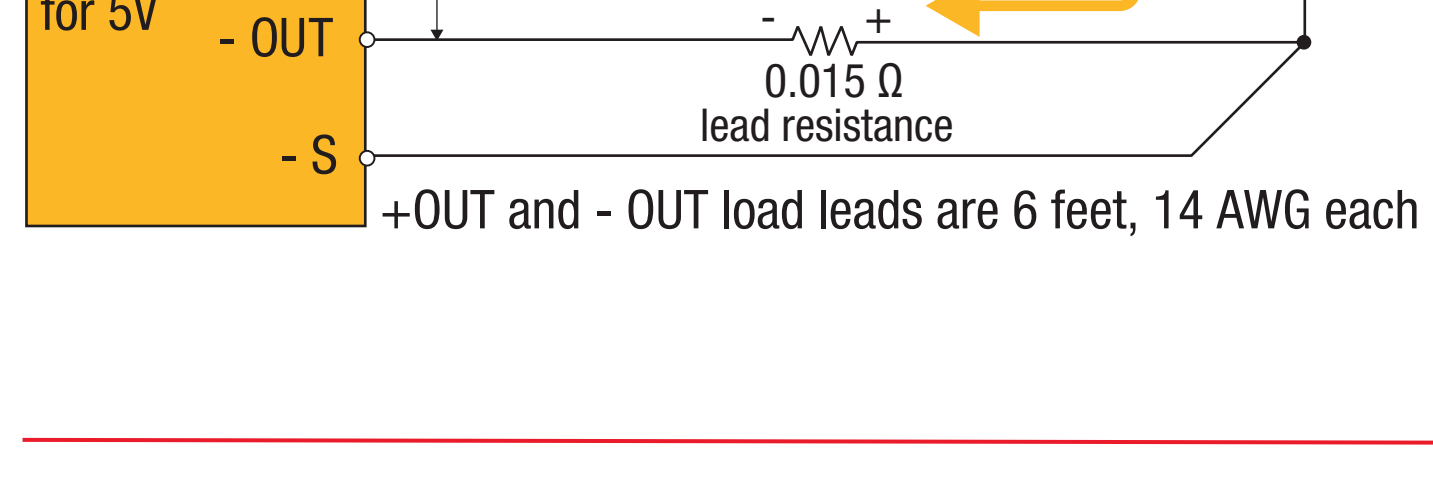 for 5V
- OUT
- +
0.015 Ω
lead resistance
- S
+OUT and - OUT load leads are 6 feet, 14 AWG each